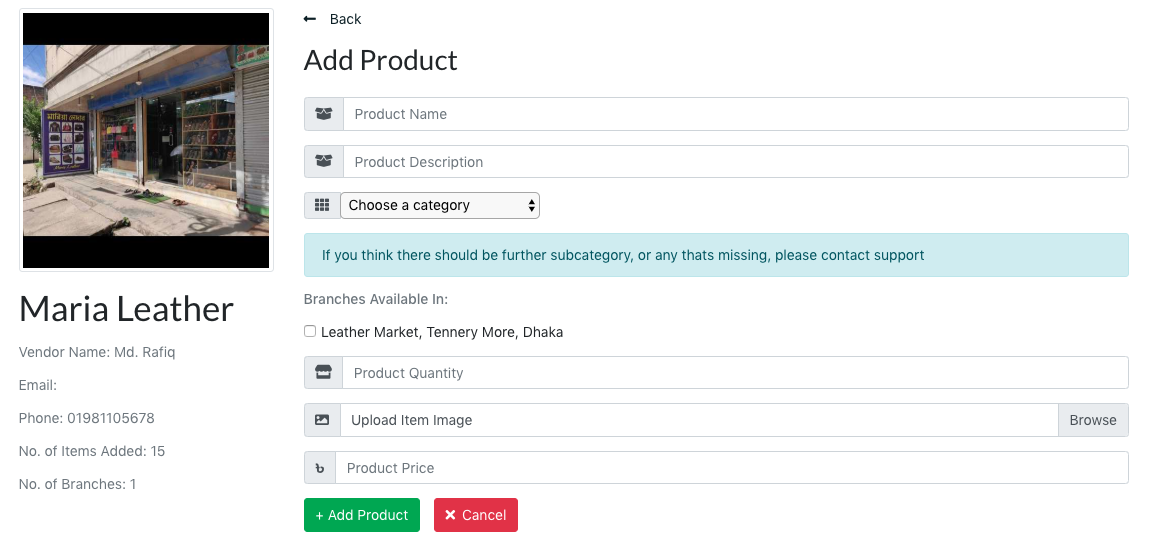 মারিয়া লেদার
Maria Leather
Maria Leather
Vendor Name: Md. Rafiq
Email:
Phone: 01981105678
No. of Items Added: 15
No. of Branches: 1
Back
Add Product
Product Name
Product Description
Choose a category
If you think there should be further subcategory, or any thats missing, please contact support
Branches Available In:
Leather Market, Tennery More, Dhaka
Product Quantity
Upload Item Image
Browse
৳ Product Price
+ Add Product
Cancel